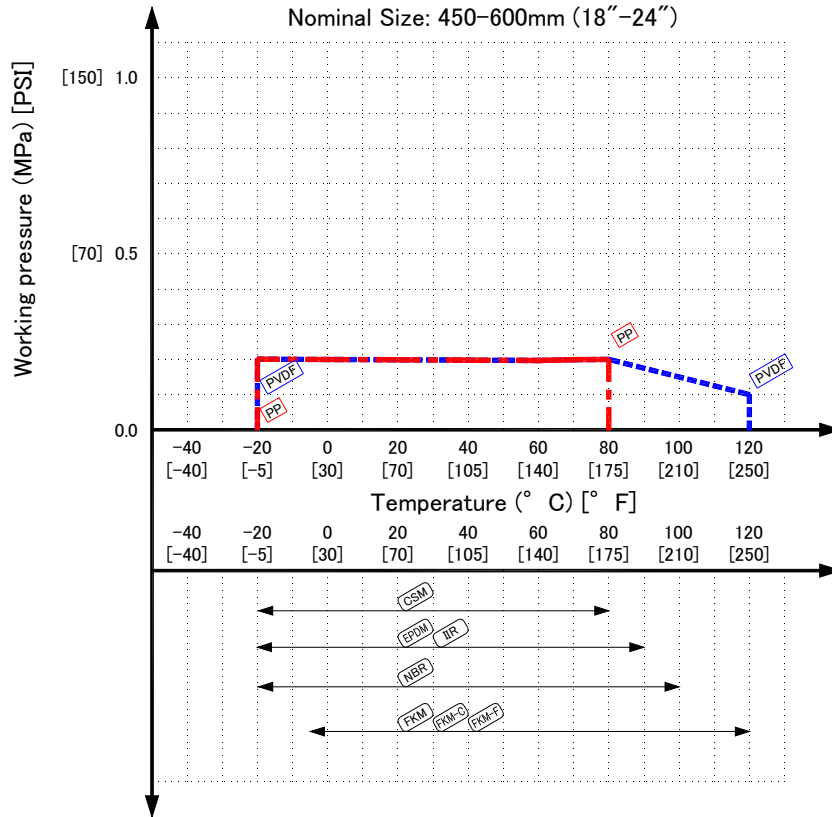 Nominal Size: 450-600mm (18"-24")
Working pressure (MPa) [PSI]
[150] 1.0
[70] 0.5
0.0
PP
PVDF
PVDF
PP
-40 -20 0 20 40 60 80 100 120
[-40] [-5] [30] [70] [105] [140] [175] [210] [250]
Temperature (° C) [° F]
-40 -20 0 20 40 60 80 100 120
[-40] [-5] [30] [70] [105] [140] [175] [210] [250]
CSM
EPDM IIR
NBR
FKM FKM-C FKM-F